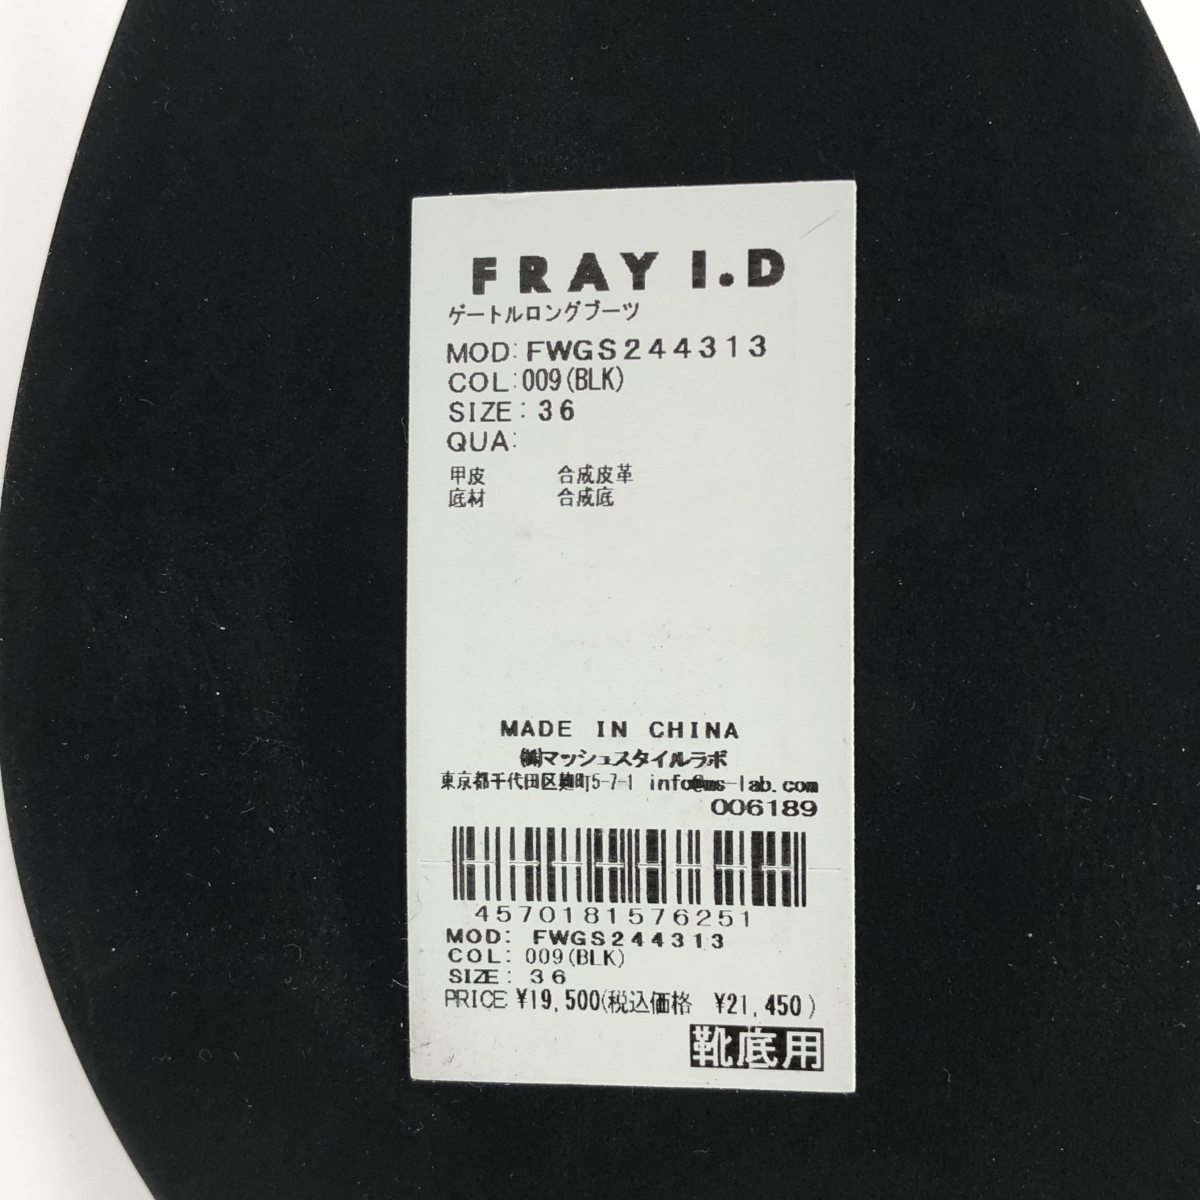 FRAY I.D
ゲートルロングブーツ
MOD: FWGS244313
COL: 009(BLK)
SIZE: 36
QUA:
甲皮 合成皮革
底材 合成底
MADE IN CHINA
㈱マッシュスタイルラボ
東京都千代田区麹町5-7-1 info@ms-lab.com
006189
4570181576251
MOD: FWGS244313
COL: 009(BLK)
SIZE: 36
PRICE ¥19,500(税込価格 ¥21,450)
靴底用